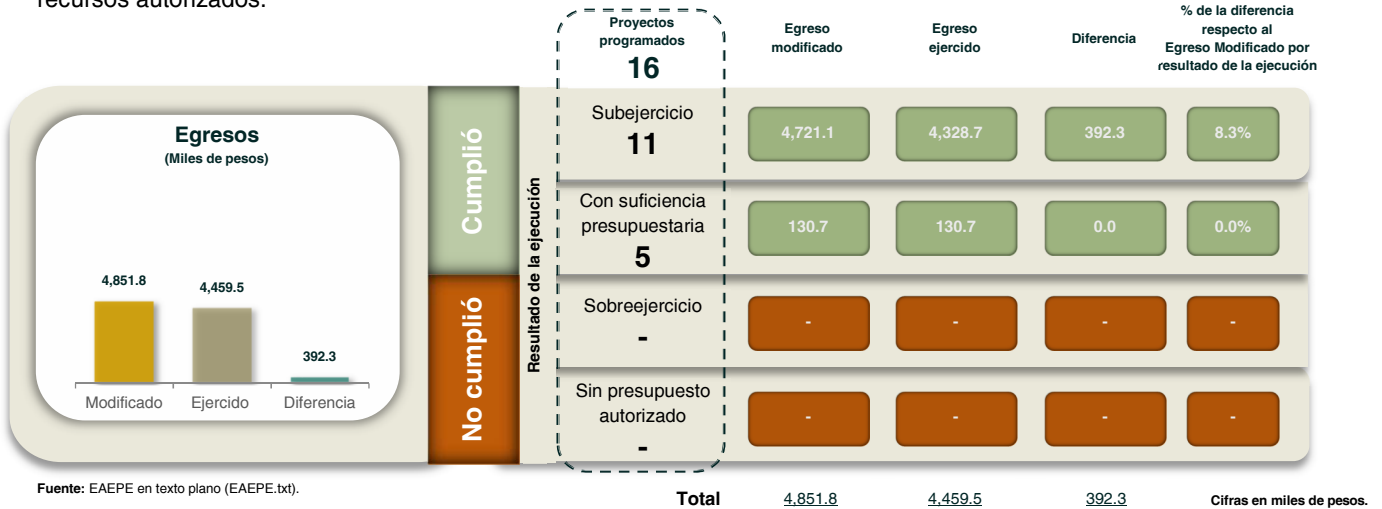 recursos autorizados.
Proyectos
programados
16
Egreso
modificado
Egreso
ejercido
Diferencia
% de la diferencia
respecto al
Egreso Modificado por
resultado de la ejecución
Egresos
(Miles de pesos)
4,851.8
4,459.5
392.3
Modificado Ejercido Diferencia
Cumplió
No cumplió
Resultado de la ejecución
Subejercicio
11
4,721.1 4,328.7 392.3 8.3%
Con suficiencia
presupuestaria
5
130.7 130.7 0.0 0.0%
Sobreejercicio
-
- - - -
Sin presupuesto
autorizado
-
- - - -
Fuente: EAEPE en texto plano (EAEPE.txt).
Total 4,851.8 4,459.5 392.3 Cifras en miles de pesos.